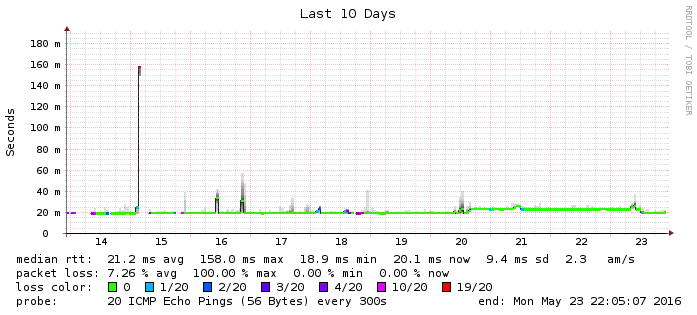 Last 10 Days
RRDTOOL / TOBI OETIKER
Seconds
180 m
160 m
140 m
120 m
100 m
80 m
60 m
40 m
20 m
0
14 15 16 17 18 19 20 21 22 23
median rtt: 21.2 ms avg 158.0 ms max 18.9 ms min 20.1 ms now 9.4 ms sd 2.3 am/s
packet loss: 7.26 % avg 100.00 % max 0.00 % min 0.00 % now
loss color: 0 1/20 2/20 3/20 4/20 10/20 19/20
probe: 20 ICMP Echo Pings (56 Bytes) every 300s end: Mon May 23 22:05:07 2016